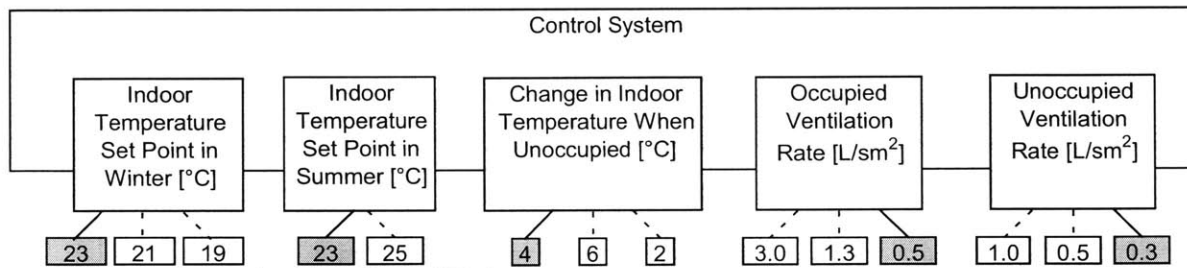 Control System
Indoor
Temperature
Set Point in
Winter [°C]
Indoor
Temperature
Set Point in
Summer [°C]
Change in Indoor
Temperature When
Unoccupied [°C]
Occupied
Ventilation
Rate [L/sm²]
Unoccupied
Ventilation
Rate [L/sm²]
23 21 19
23 25
4 6 2
3.0 1.3 0.5
1.0 0.5 0.3